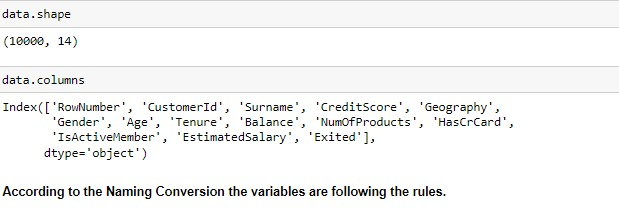 data.shape
(10000, 14)
data.columns
Index(['RowNumber', 'CustomerId', 'Surname', 'CreditScore', 'Geography',
'Gender', 'Age', 'Tenure', 'Balance', 'NumOfProducts', 'HasCrCard',
'IsActiveMember', 'EstimatedSalary', 'Exited'],
dtype='object')
According to the Naming Conversion the variables are following the rules.